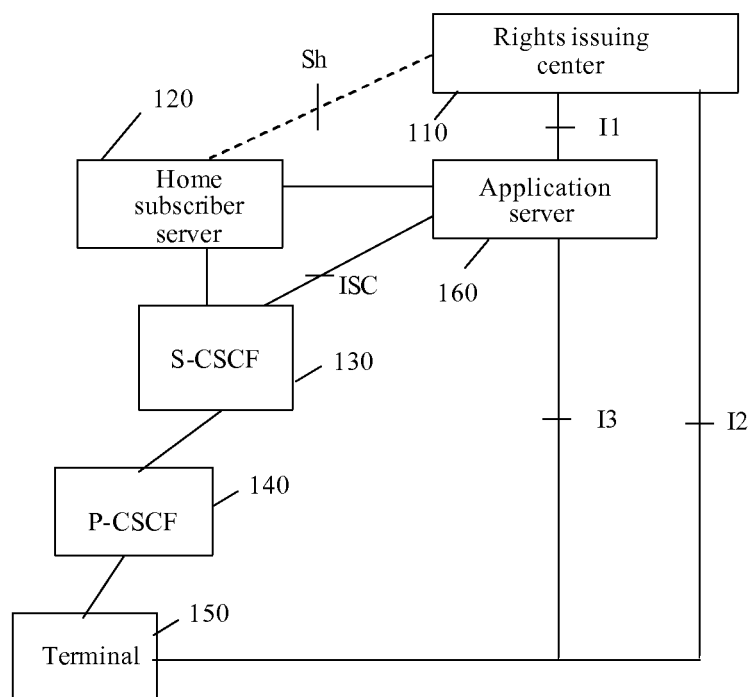 Rights issuing
center
Sh
120
110
I1
Home
subscriber
server
Application
server
ISC
160
S-CSCF
130
I3
I2
140
P-CSCF
150
Terminal